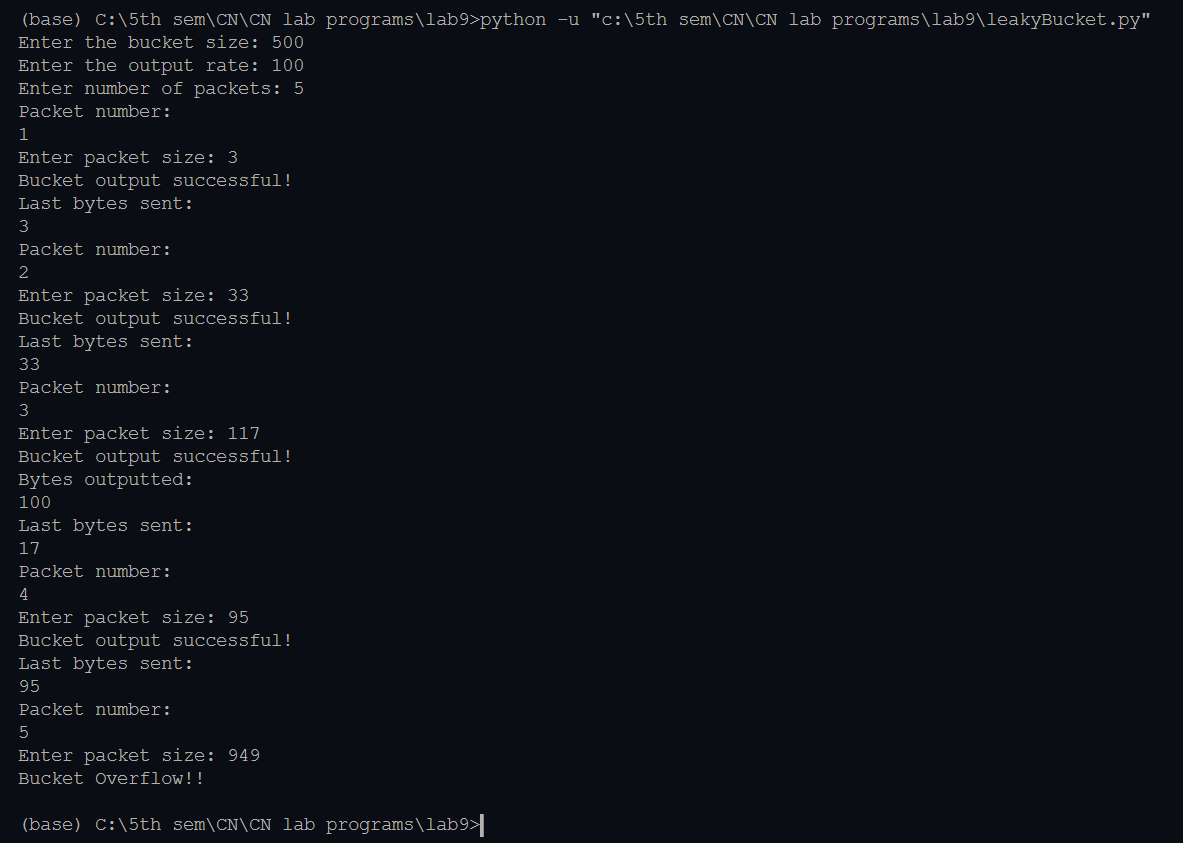 (base) C:\5th sem\CN\CN lab programs\lab9>python -u "c:\5th sem\CN\CN lab programs\lab9\leakyBucket.py"
Enter the bucket size: 500
Enter the output rate: 100
Enter number of packets: 5
Packet number:
1
Enter packet size: 3
Bucket output successful!
Last bytes sent:
3
Packet number:
2
Enter packet size: 33
Bucket output successful!
Last bytes sent:
33
Packet number:
3
Enter packet size: 117
Bucket output successful!
Bytes outputted:
100
Last bytes sent:
17
Packet number:
4
Enter packet size: 95
Bucket output successful!
Last bytes sent:
95
Packet number:
5
Enter packet size: 949
Bucket Overflow!!
(base) C:\5th sem\CN\CN lab programs\lab9>